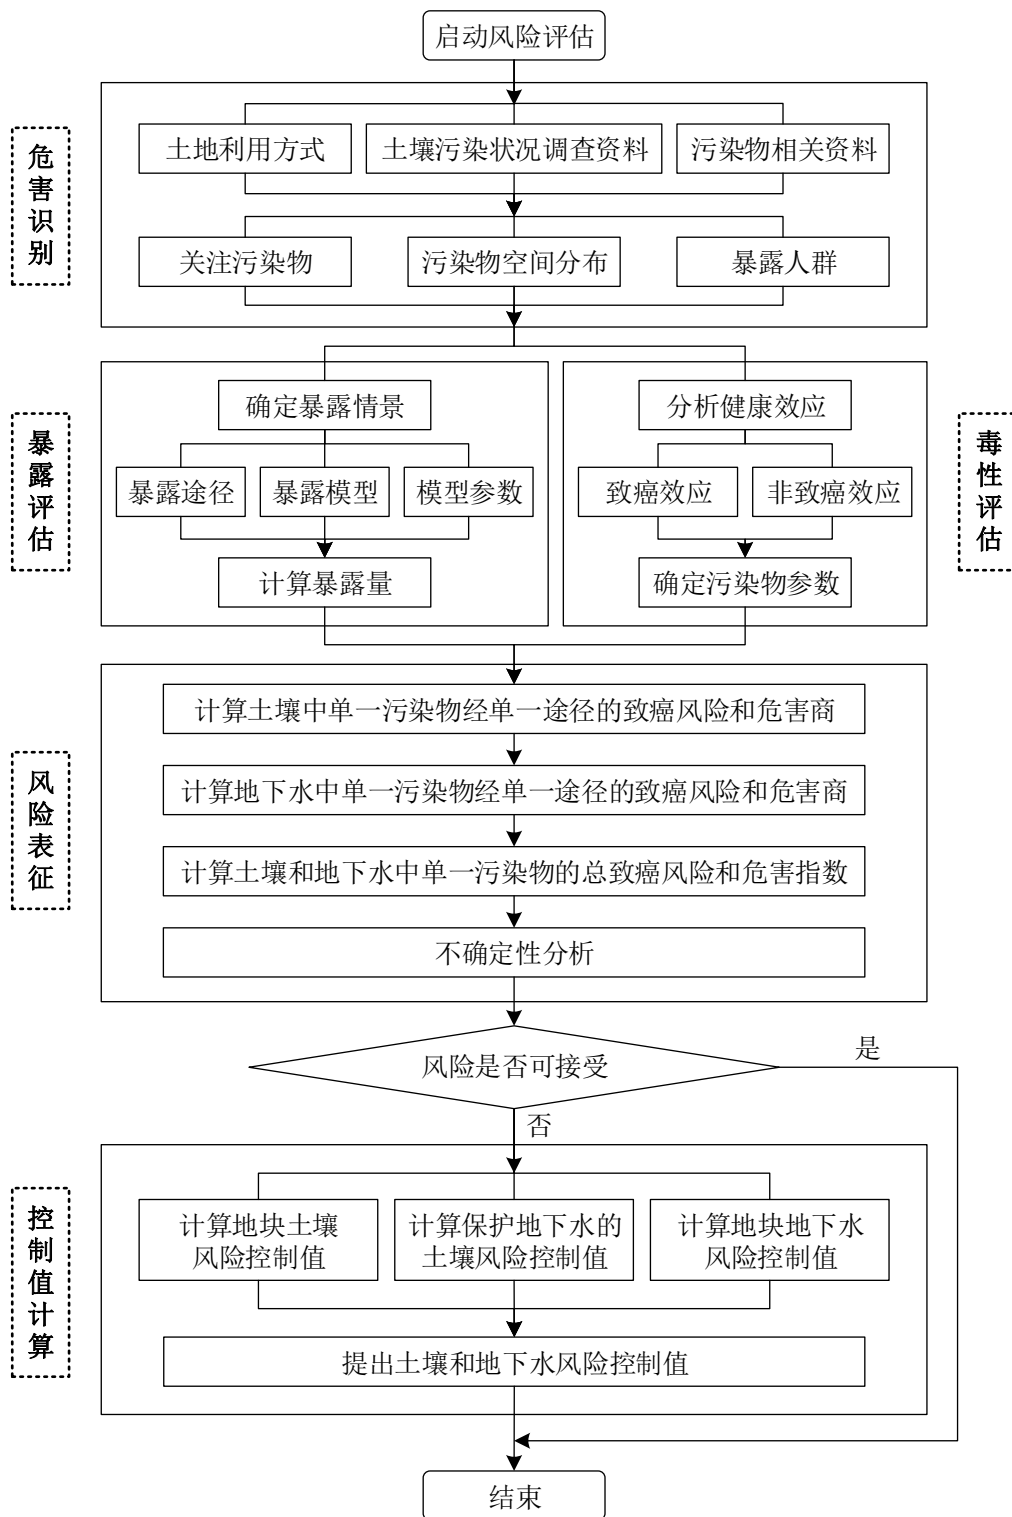 启动风险评估
危害识别
土地利用方式
土壤污染状况调查资料
污染物相关资料
关注污染物
污染物空间分布
暴露人群
暴露评估
确定暴露情景
暴露途径
暴露模型
模型参数
计算暴露量
毒性评估
分析健康效应
致癌效应
非致癌效应
确定污染物参数
风险表征
计算土壤中单一污染物经单一途径的致癌风险和危害商
计算地下水中单一污染物经单一途径的致癌风险和危害商
计算土壤和地下水中单一污染物的总致癌风险和危害指数
不确定性分析
风险是否可接受
是
否
控制值计算
计算地块土壤
风险控制值
计算保护地下水的
土壤风险控制值
计算地块地下水
风险控制值
提出土壤和地下水风险控制值
结束